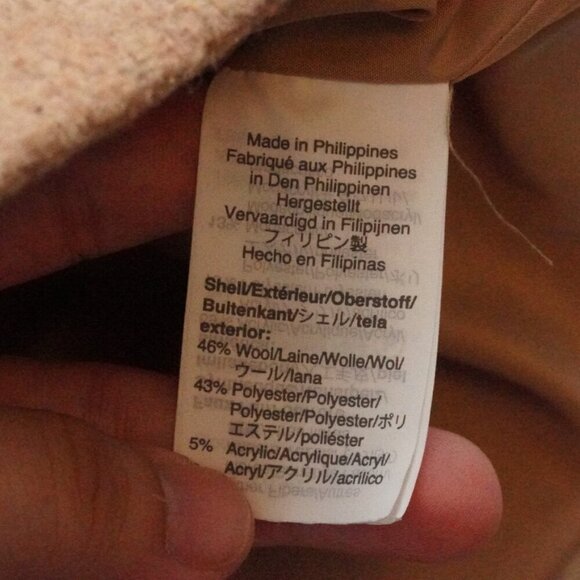 Made in Philippines
Fabriqué aux Philippines
in Den Philippinen
Hergestellt
Vervaardigd in Filipijnen
フィリピン製
Hecho en Filipinas
Shell/Extérieur/Oberstoff/
Buitenkant/シェル/tela
exterior:
46% Wool/Laine/Wolle/Wol/
ウール/lana
43% Polyester/Polyester/
Polyester/Polyester/ポリ
エステル/poliéster
5% Acrylic/Acrylique/Acryl/
Acryl/アクリル/acrílico